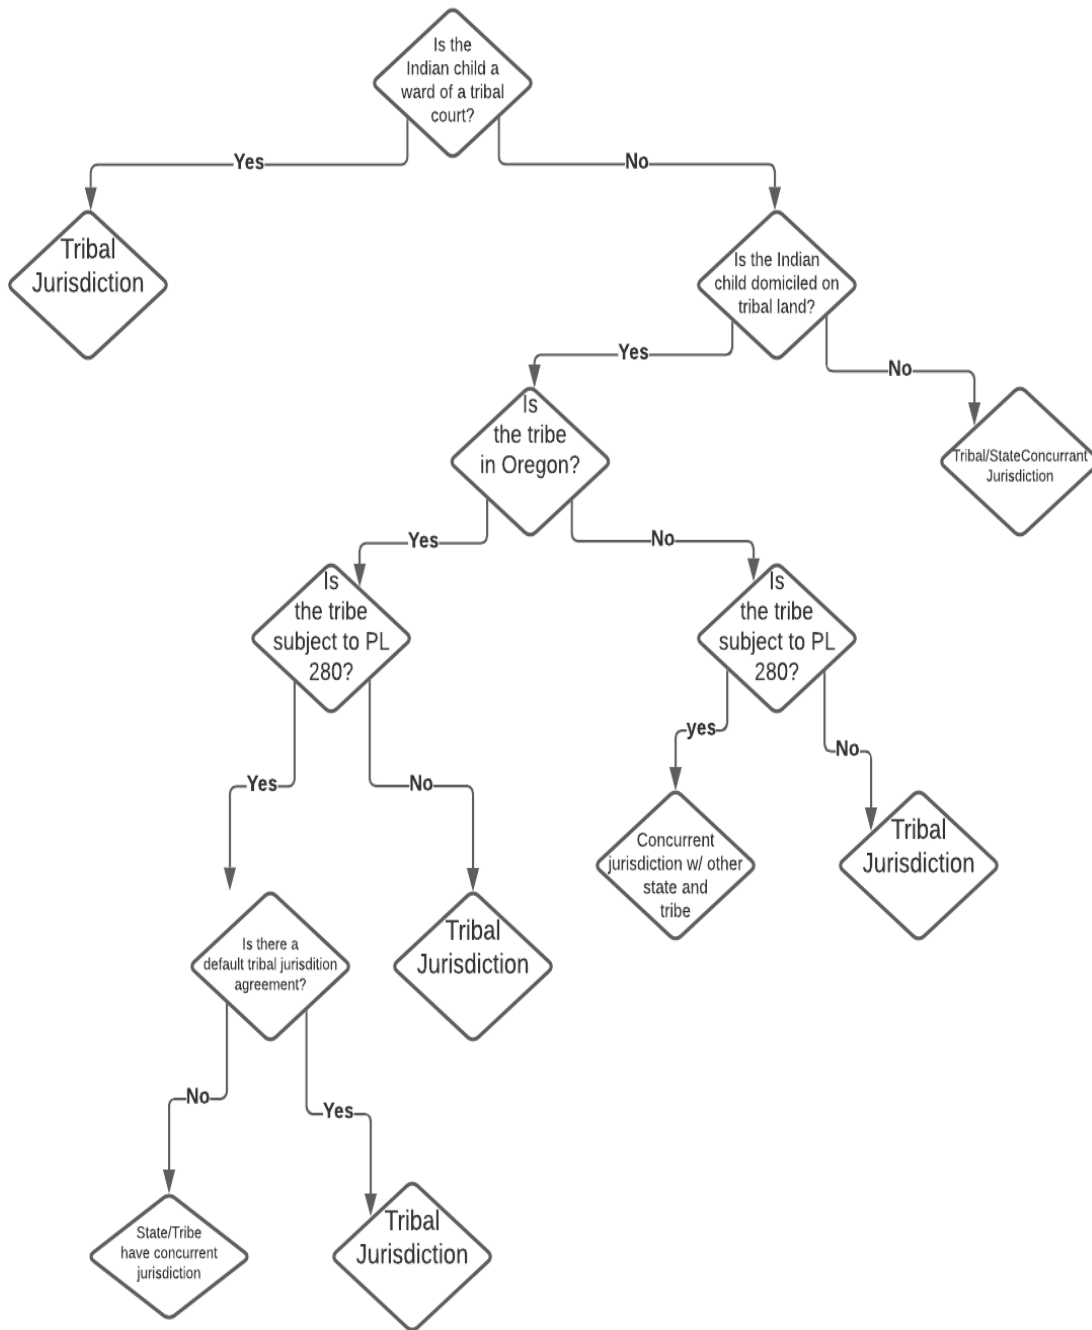 Is the
Indian child a
ward of a tribal
court?
Yes
No
Tribal
Jurisdiction
Is the Indian
child domiciled on
tribal land?
Yes
No
Is
the tribe
in Oregon?
Tribal/StateConcurrant
Jurisdiction
Yes
No
Is
the tribe
subject to PL
280?
Is
the tribe
subject to PL
280?
yes
No
Yes
No
Concurrent
jurisdiction w/ other
state and
tribe
Tribal
Jurisdiction
Is there a
default tribal jurisdition
agreement?
Tribal
Jurisdiction
No
Yes
State/Tribe
have concurrent
jurisdiction
Tribal
Jurisdiction